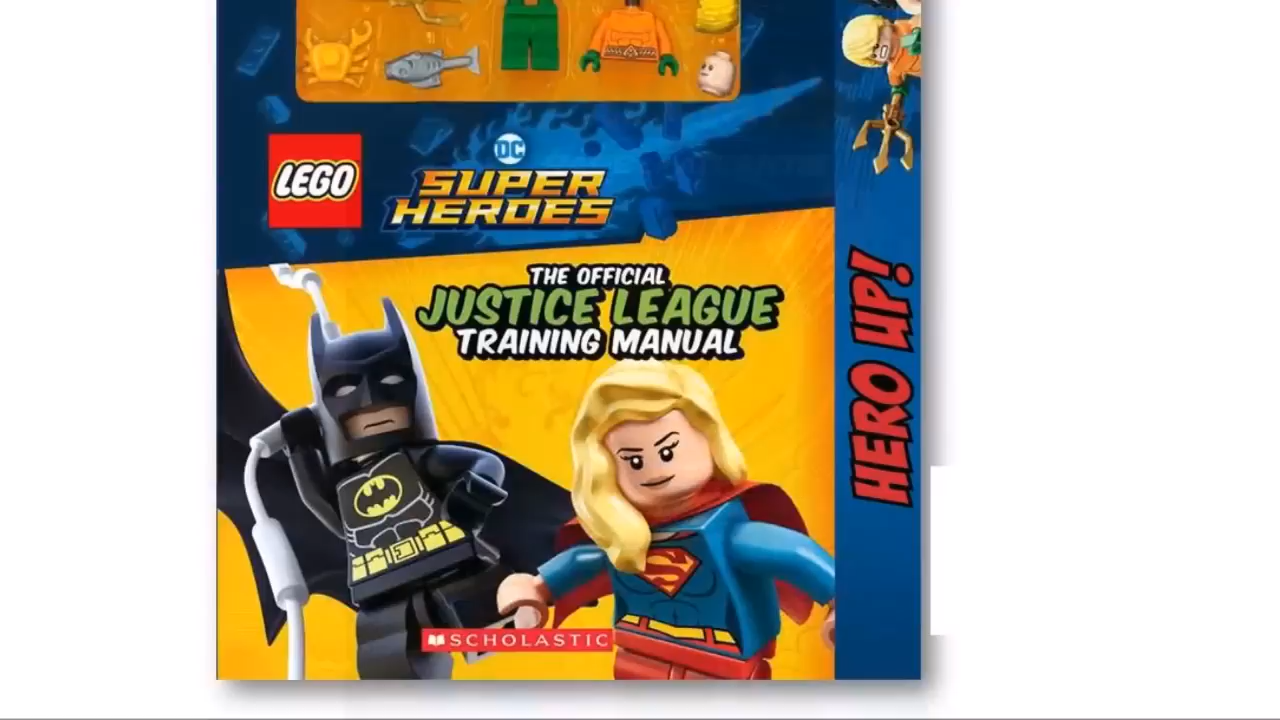 LEGO
DC
SUPER
HEROES
THE OFFICIAL
JUSTICE LEAGUE
TRAINING MANUAL
HERO UP!
SCHOLASTIC